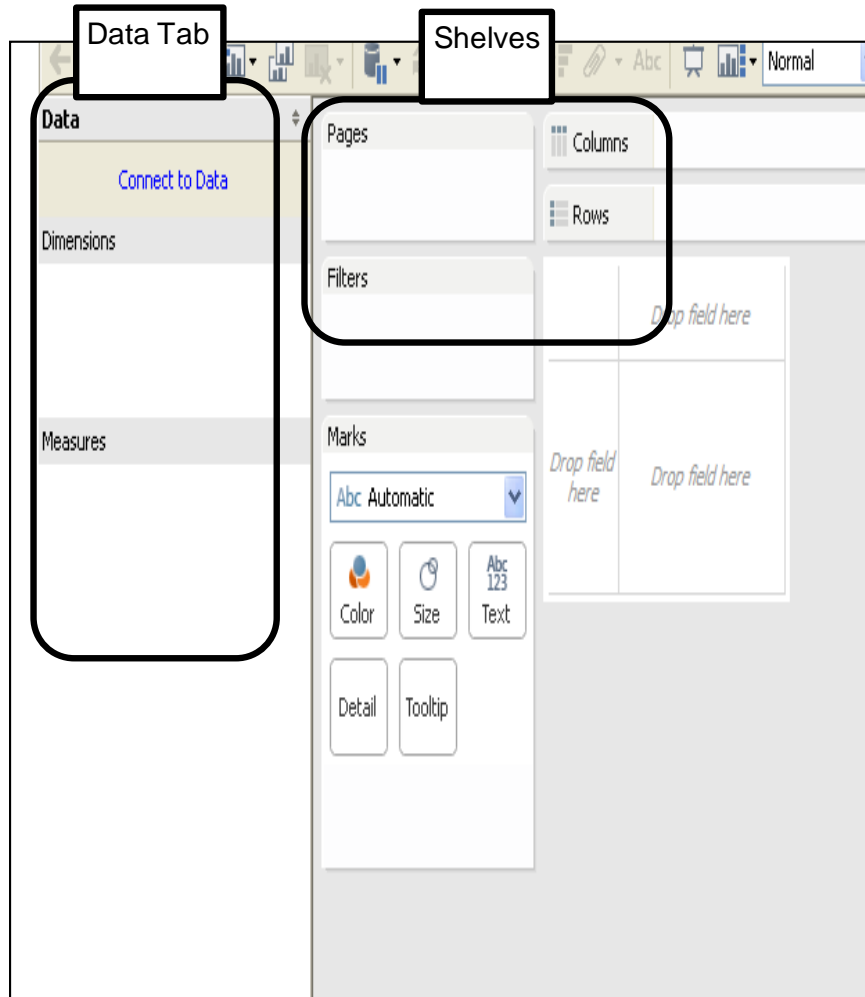 Data Tab
Shelves
Abc
Normal
Data
Connect to Data
Dimensions
Measures
Pages
Filters
Marks
Abc Automatic
Color
Size
Abc
123
Text
Detail
Tooltip
Columns
Rows
Drop field here
Drop field
here
Drop field here